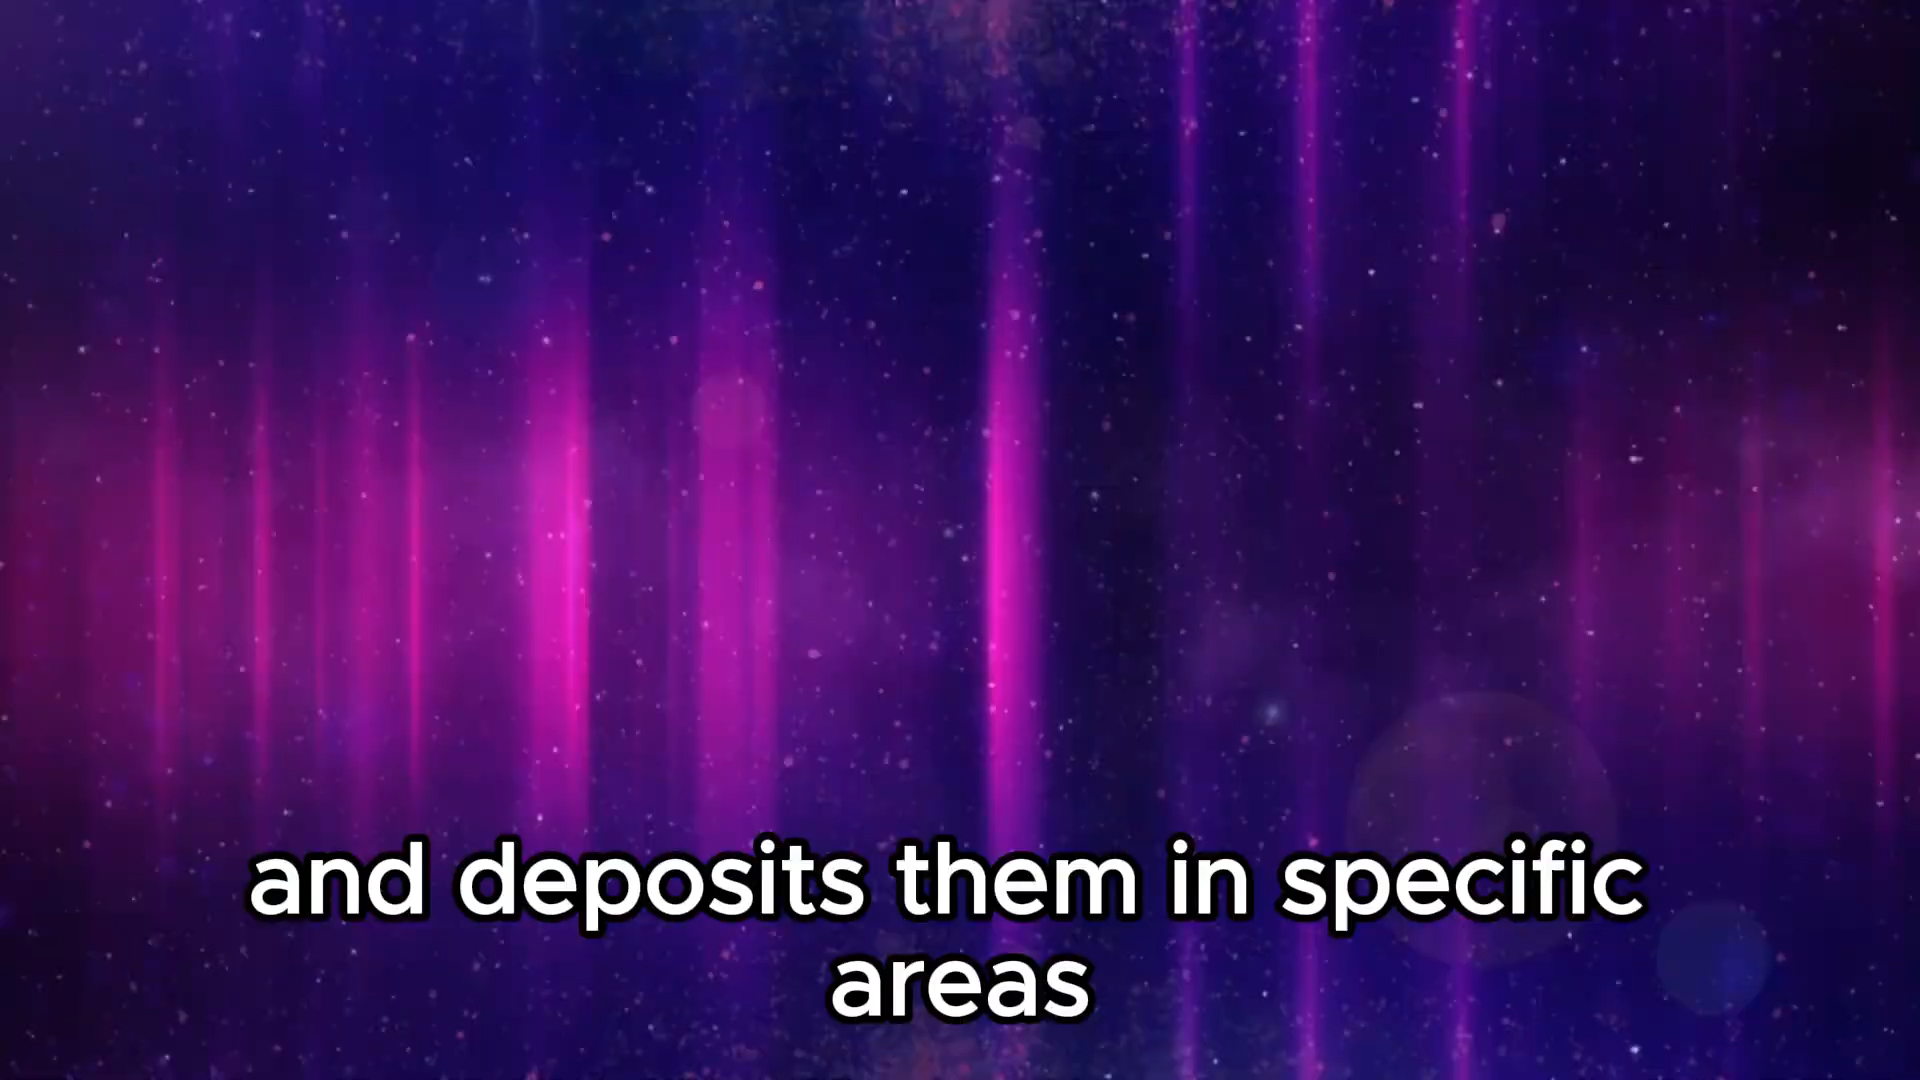 and deposits them in specific
areas